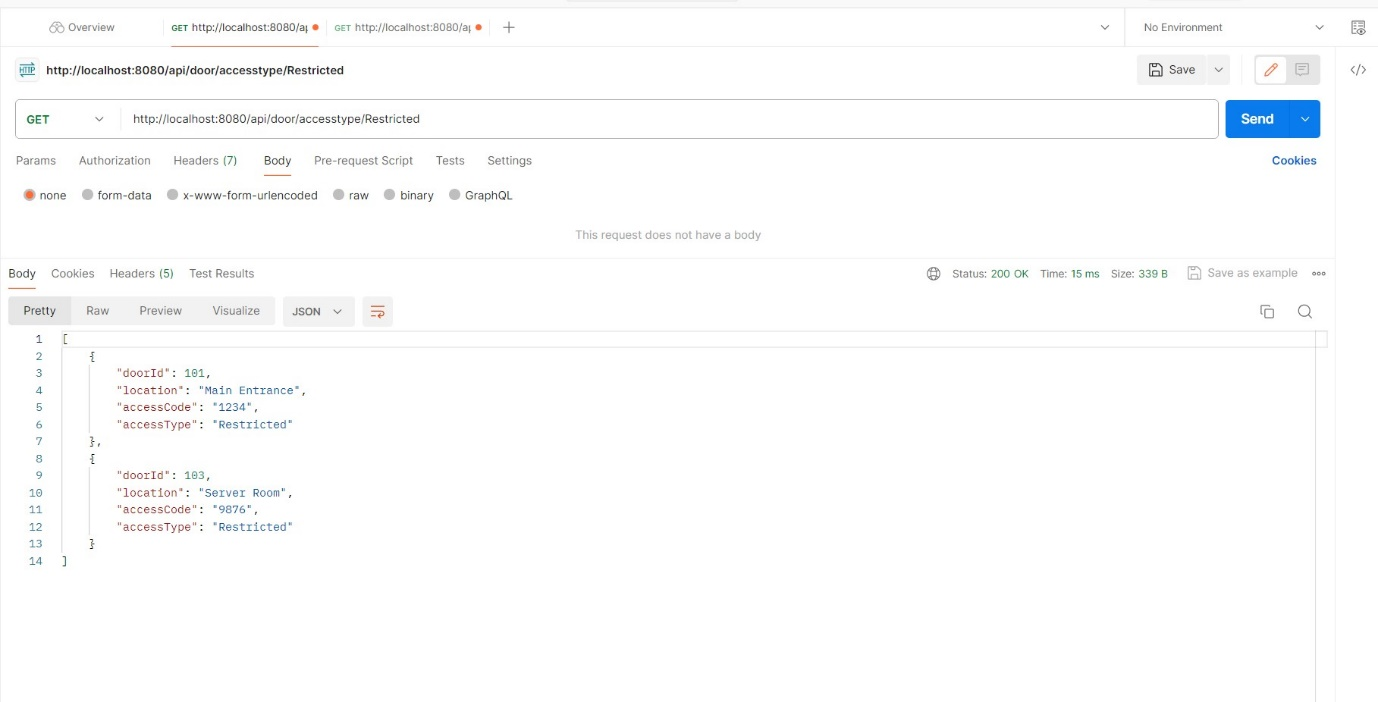 Overview GET http://localhost:8080/a GET http://localhost:8080/a No Environment
HTTP http://localhost:8080/api/door/accesstype/Restricted Save
GET http://localhost:8080/api/door/accesstype/Restricted Send
Params Authorization Headers (7) Body Pre-request Script Tests Settings Cookies
none form-data x-www-form-urlencoded raw binary GraphQL
This request does not have a body
Body Cookies Headers (5) Test Results Status: 200 OK Time: 15 ms Size: 339 B Save as example
Pretty Raw Preview Visualize JSON
1 [
2 {
3 "doorId": 101,
4 "location": "Main Entrance",
5 "accessCode": "1234",
6 "accessType": "Restricted"
7 },
8 {
9 "doorId": 103,
10 "location": "Server Room",
11 "accessCode": "9876",
12 "accessType": "Restricted"
13 }
14 ]